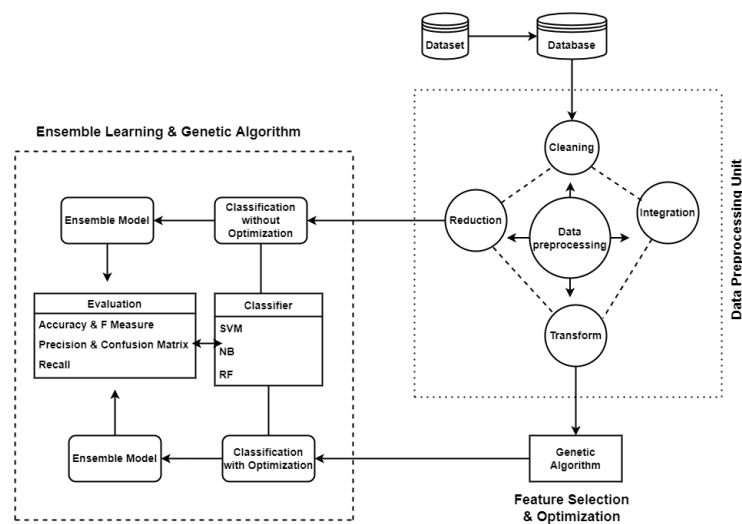 Dataset
Database
Data Preprocessing Unit
Cleaning
Reduction
Data
preprocessing
Integration
Transform
Ensemble Learning & Genetic Algorithm
Ensemble Model
Classification
without
Optimization
Evaluation
Accuracy & F Measure
Precision & Confusion Matrix
Recall
Classifier
SVM
NB
RF
Ensemble Model
Classification
with Optimization
Genetic
Algorithm
Feature Selection
& Optimization